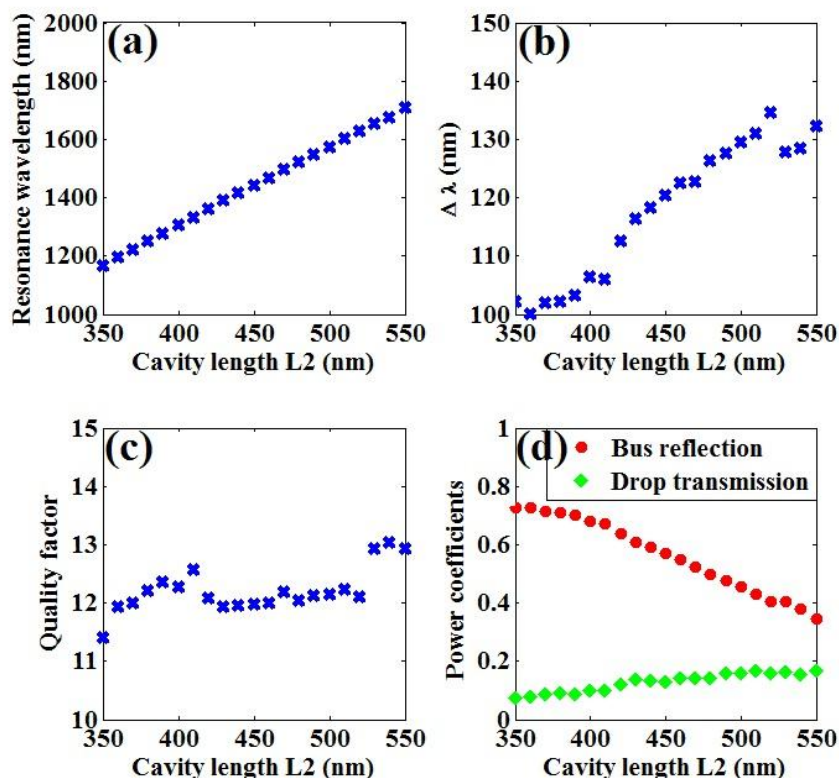 (a)
Resonance wavelength (nm)
2000
1800
1600
1400
1200
1000
350 400 450 500 550
Cavity length L2 (nm)
(b)
Δ λ (nm)
150
140
130
120
110
100
350 400 450 500 550
Cavity length L2 (nm)
(c)
Quality factor
15
14
13
12
11
10
350 400 450 500 550
Cavity length L2 (nm)
(d)
Bus reflection
Drop transmission
Power coefficients
1
0.8
0.6
0.4
0.2
0
350 400 450 500 550
Cavity length L2 (nm)